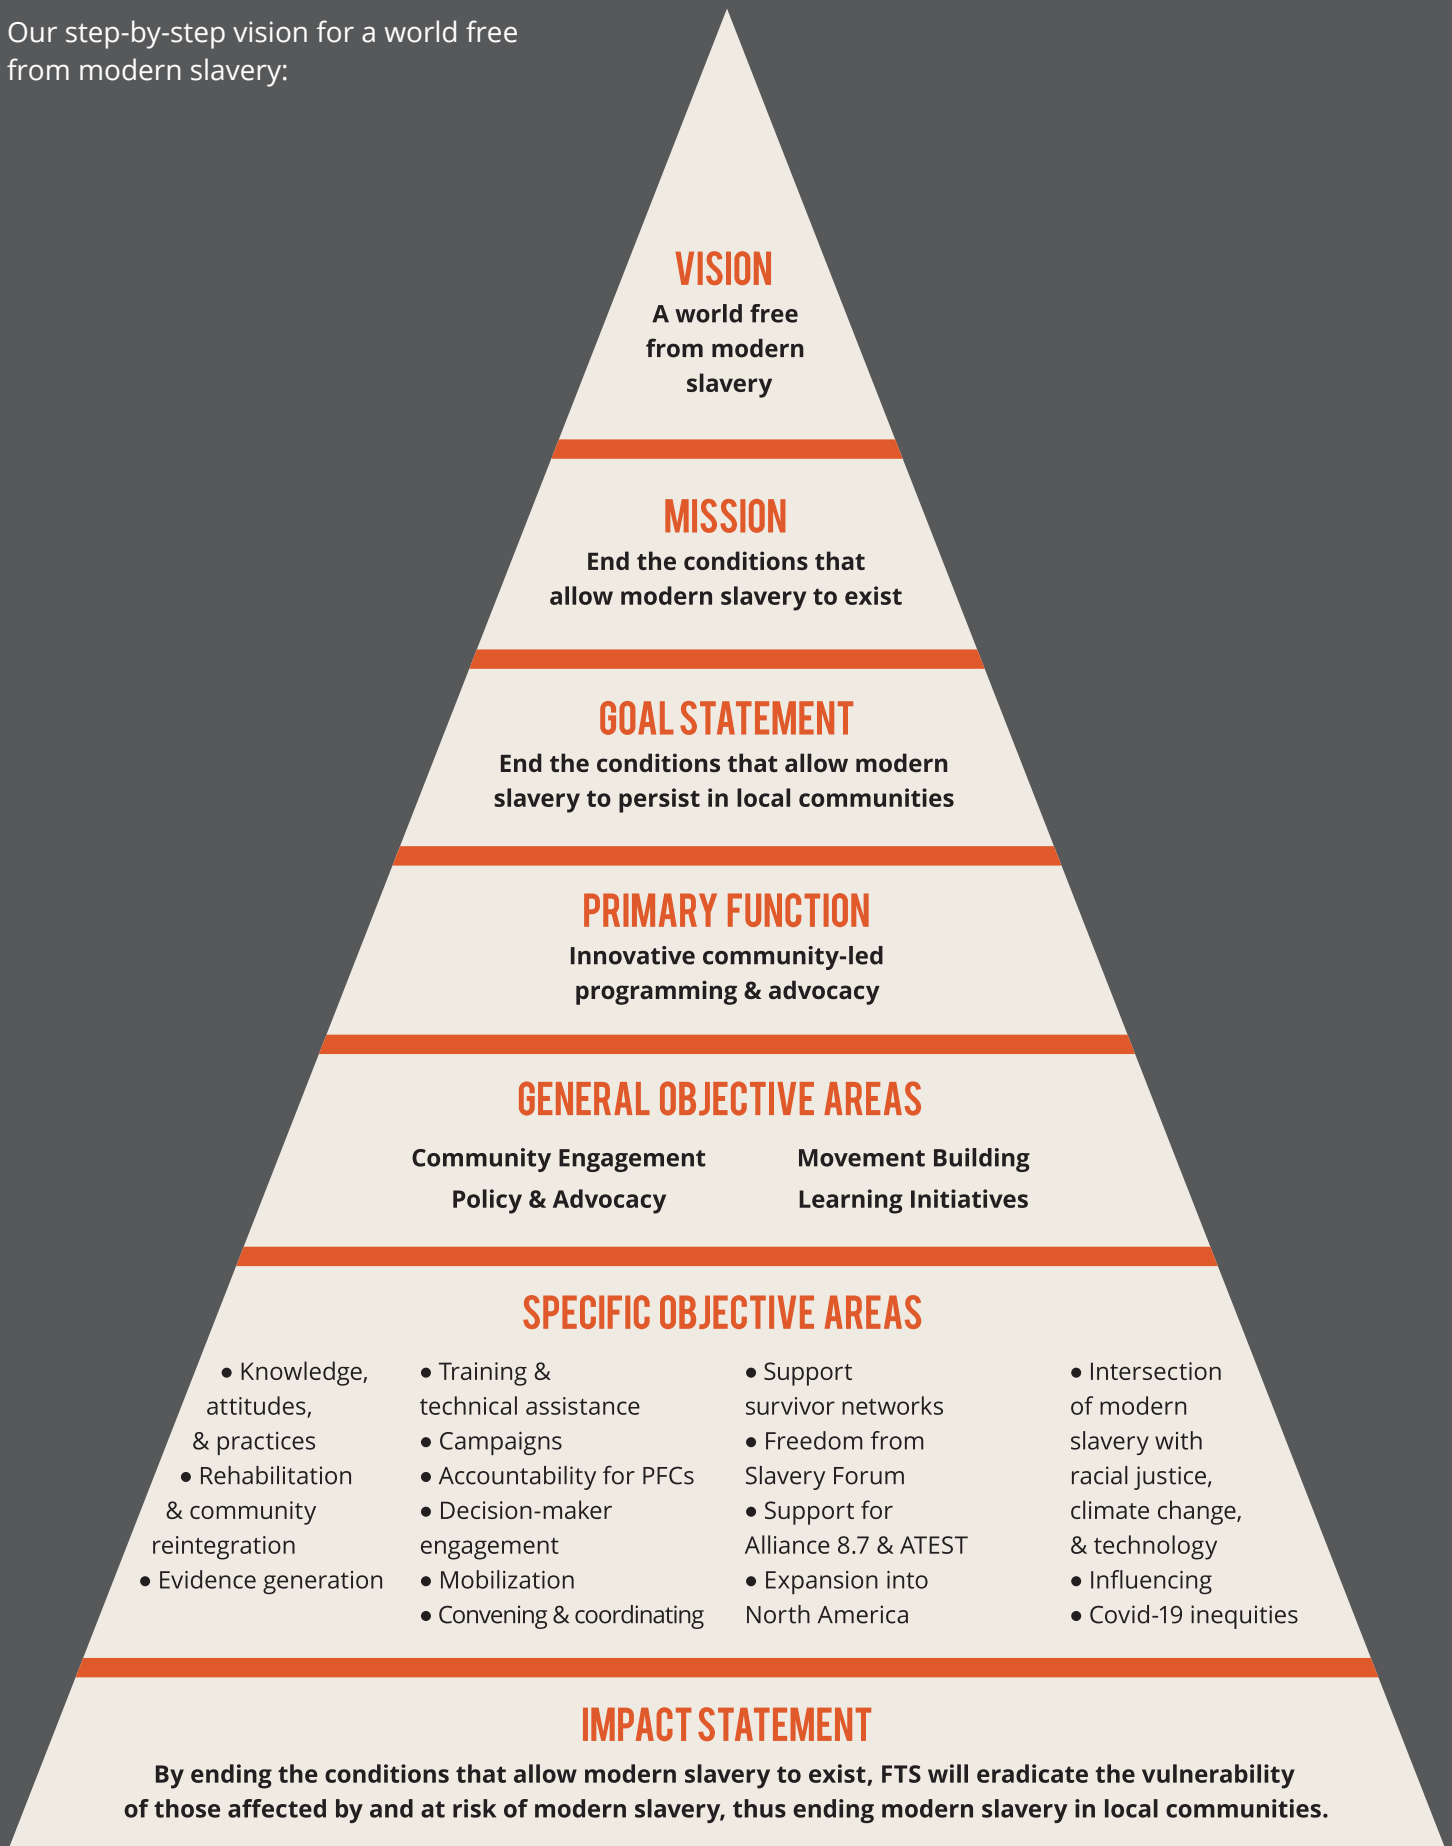 Our step-by-step vision for a world free
from modern slavery:
VISION
A world free
from modern
slavery
MISSION
End the conditions that
allow modern slavery to exist
GOAL STATEMENT
End the conditions that allow modern
slavery to persist in local communities
PRIMARY FUNCTION
Innovative community-led
programming & advocacy
GENERAL OBJECTIVE AREAS
Community Engagement
Policy & Advocacy
Movement Building
Learning Initiatives
SPECIFIC OBJECTIVE AREAS
• Knowledge,
attitudes,
& practices
• Rehabilitation
& community
reintegration
• Evidence generation
• Training &
technical assistance
• Campaigns
• Accountability for PFCs
• Decision-maker
engagement
• Mobilization
• Convening & coordinating
• Support
survivor networks
• Freedom from
Slavery Forum
• Support for
Alliance 8.7 & ATEST
• Expansion into
North America
• Intersection
of modern
slavery with
racial justice,
climate change,
& technology
• Influencing
• Covid-19 inequities
IMPACT STATEMENT
By ending the conditions that allow modern slavery to exist, FTS will eradicate the vulnerability
of those affected by and at risk of modern slavery, thus ending modern slavery in local communities.